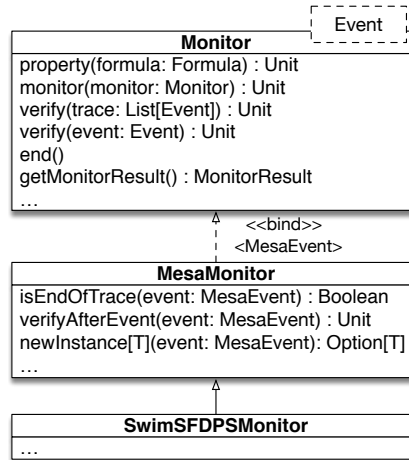 Event
Monitor
property(formula: Formula) : Unit
monitor(monitor: Monitor) : Unit
verify(trace: List[Event]) : Unit
verify(event: Event) : Unit
end()
getMonitorResult() : MonitorResult
...
<<bind>>
<MesaEvent>
MesaMonitor
isEndOfTrace(event: MesaEvent) : Boolean
verifyAfterEvent(event: MesaEvent) : Unit
newInstance[T](event: MesaEvent): Option[T]
...
SwimSFDPSMonitor
...